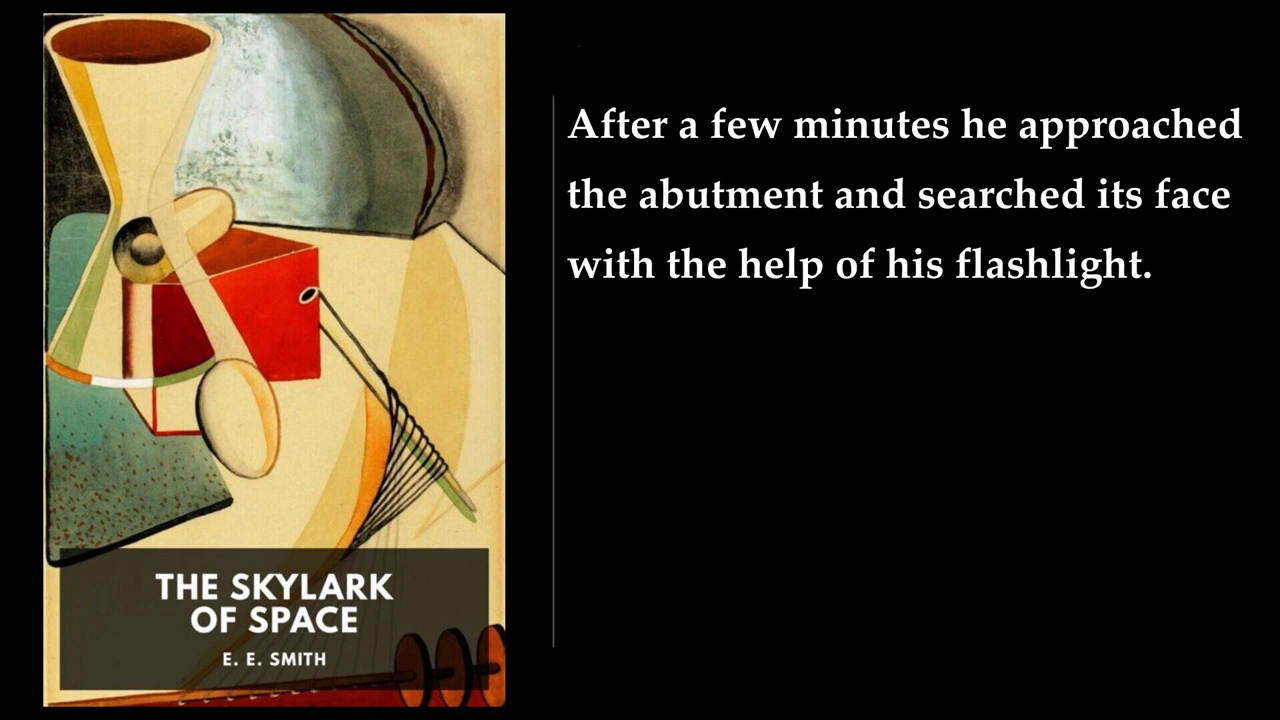 THE SKYLARK
OF SPACE
E. E. SMITH
After a few minutes he approached
the abutment and searched its face
with the help of his flashlight.